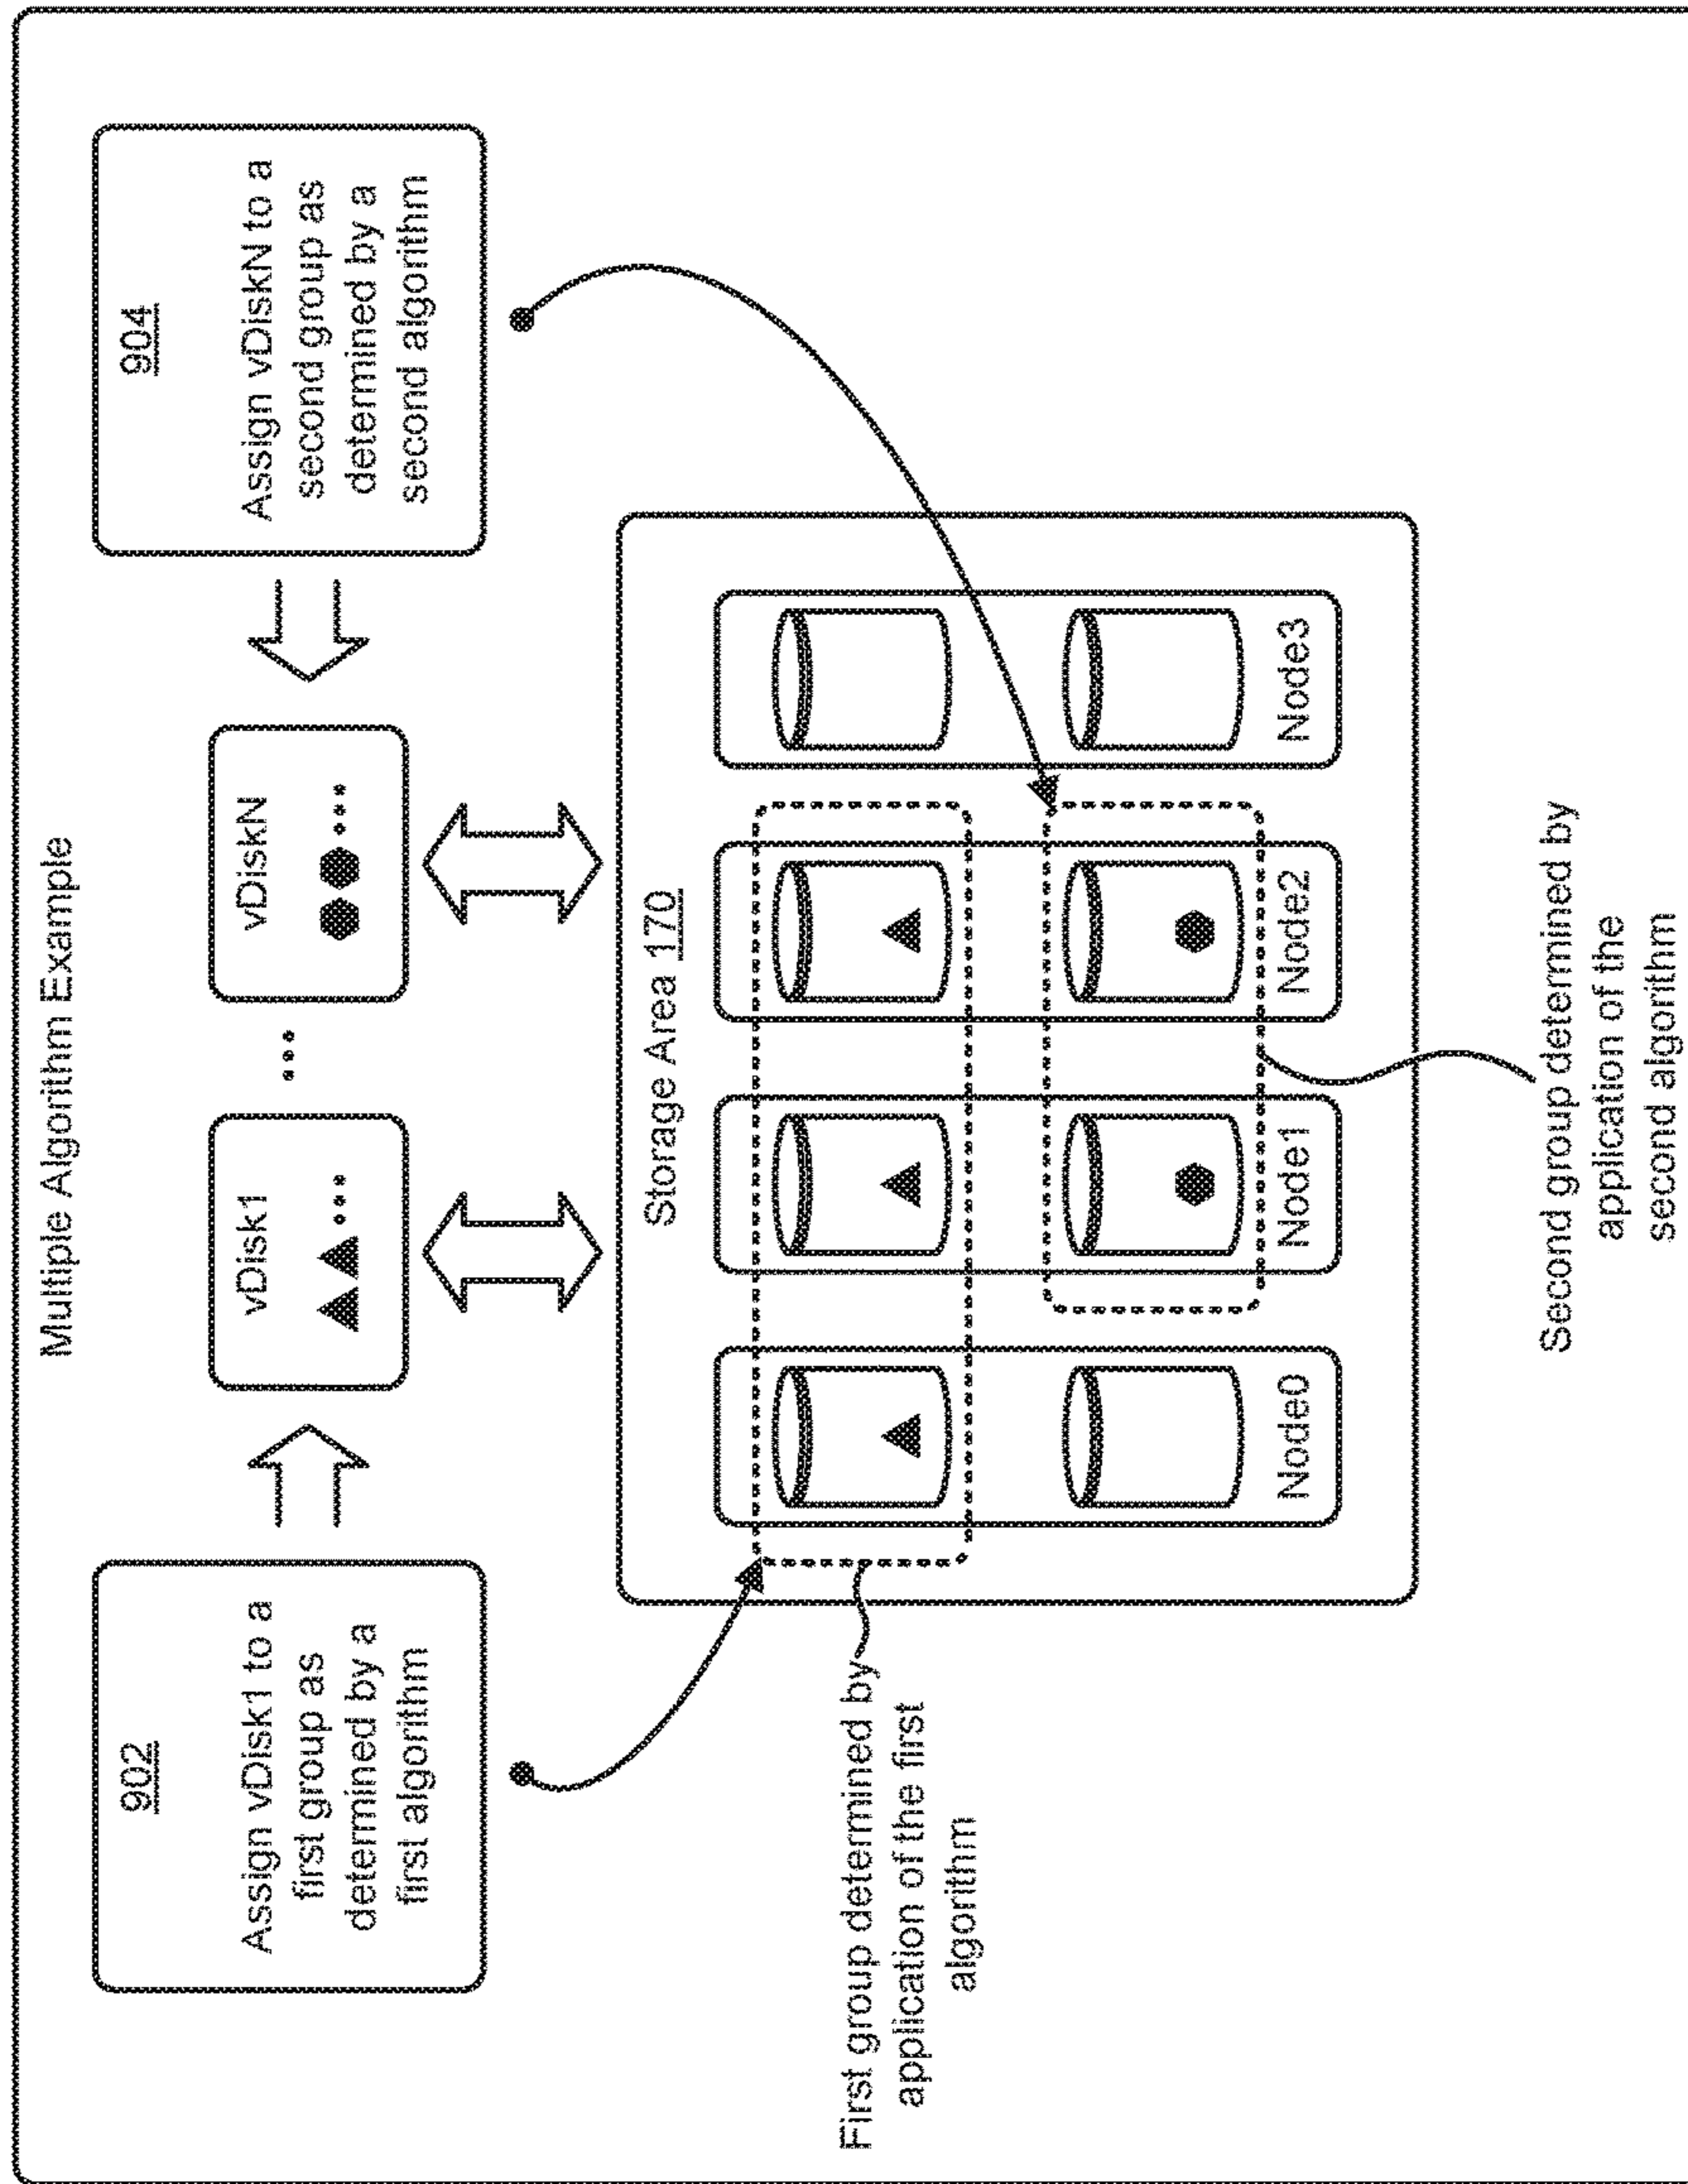 Multiple Algorithm Example
902
Assign vDisk1 to a
first group as
determined by a
first algorithm
vDisk1
...
...
vDiskN
...
904
Assign vDiskN to a
second group as
determined by a
second algorithm
Storage Area 170
Node0
Node1
Node2
Node3
First group determined by
application of the first
algorithm
Second group determined by
application of the
second algorithm